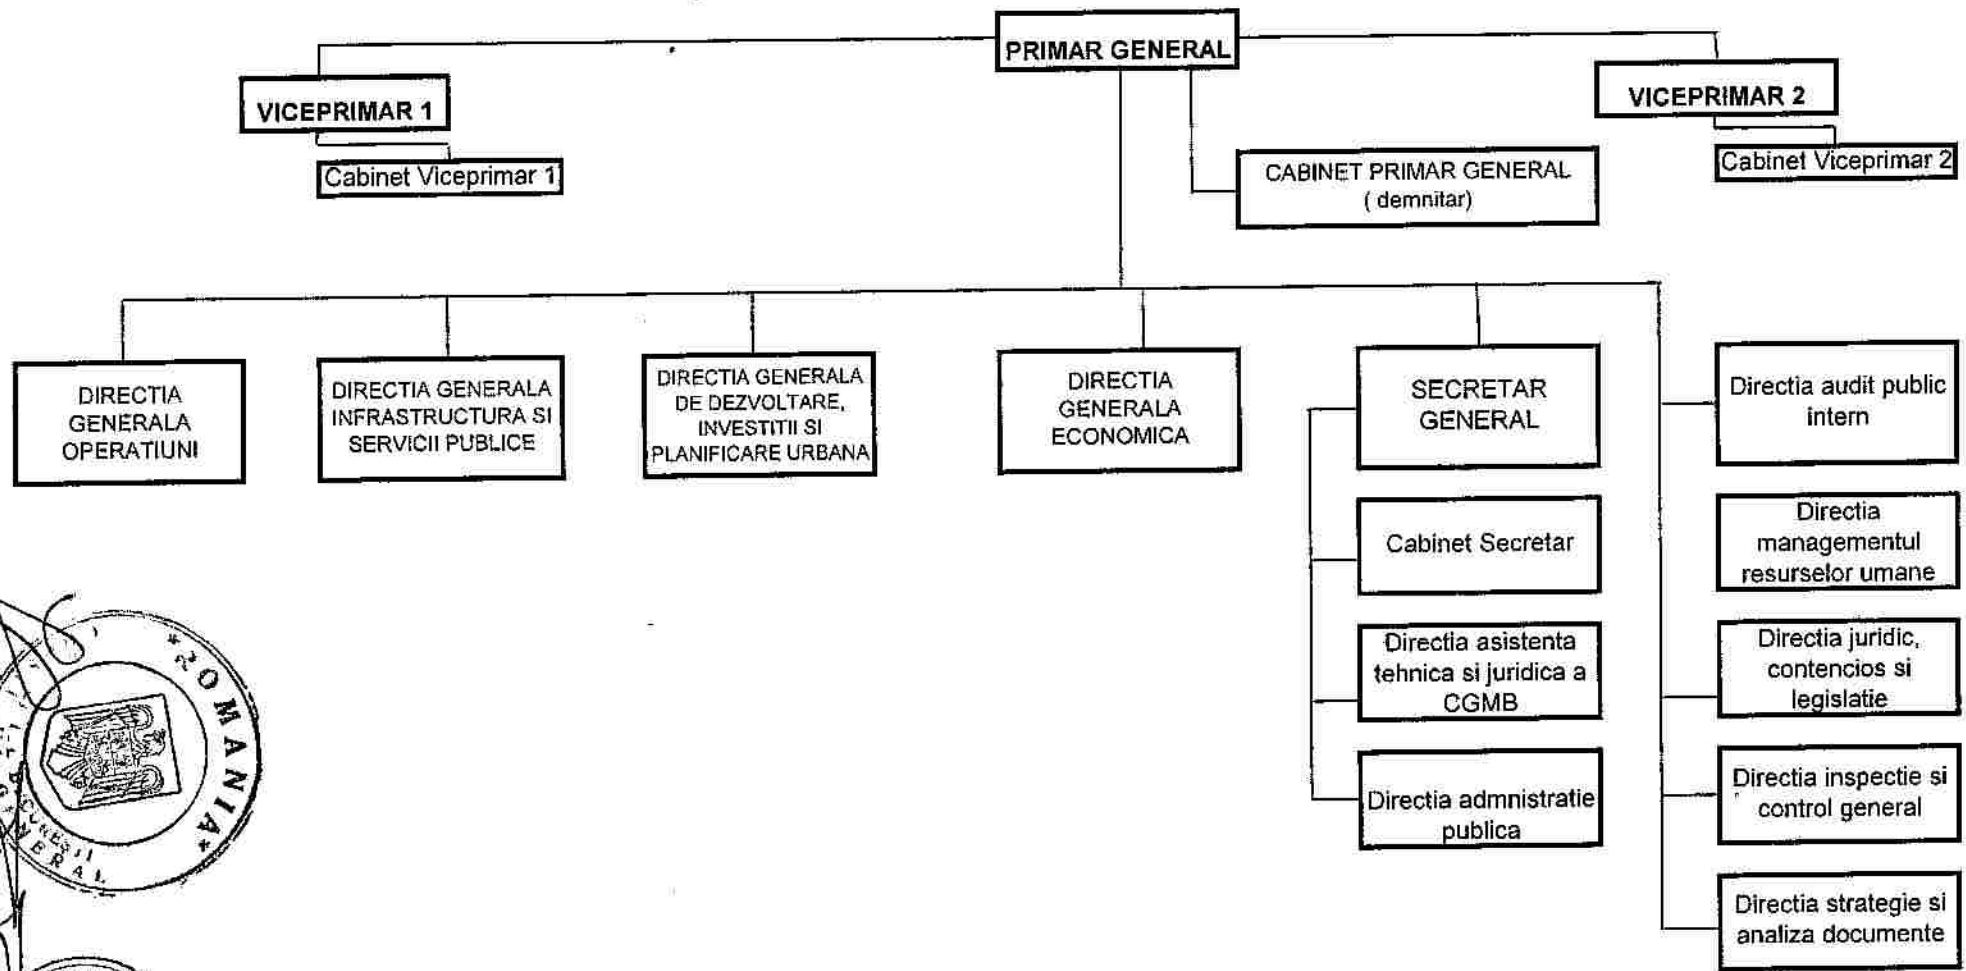 PRIMAR GENERAL
VICEPRIMAR 1
VICEPRIMAR 2
Cabinet Viceprimar 1
CABINET PRIMAR GENERAL
( demnitar)
Cabinet Viceprimar 2
DIRECTIA
GENERALA
OPERATIUNI
DIRECTIA GENERALA
INFRASTRUCTURA SI
SERVICII PUBLICE
DIRECTIA GENERALA
DE DEZVOLTARE,
INVESTITII SI
PLANIFICARE URBANA
DIRECTIA
GENERALA
ECONOMICA
SECRETAR
GENERAL
Cabinet Secretar
Directia asistenta
tehnica si juridica a
CGMB
Directia admnistratie
publica
Directia audit public
intern
Directia
managementul
resurselor umane
Directia juridic,
contencios si
legislatie
Directia inspectie si
control general
Directia strategie si
analiza documente
*ROMANIA*